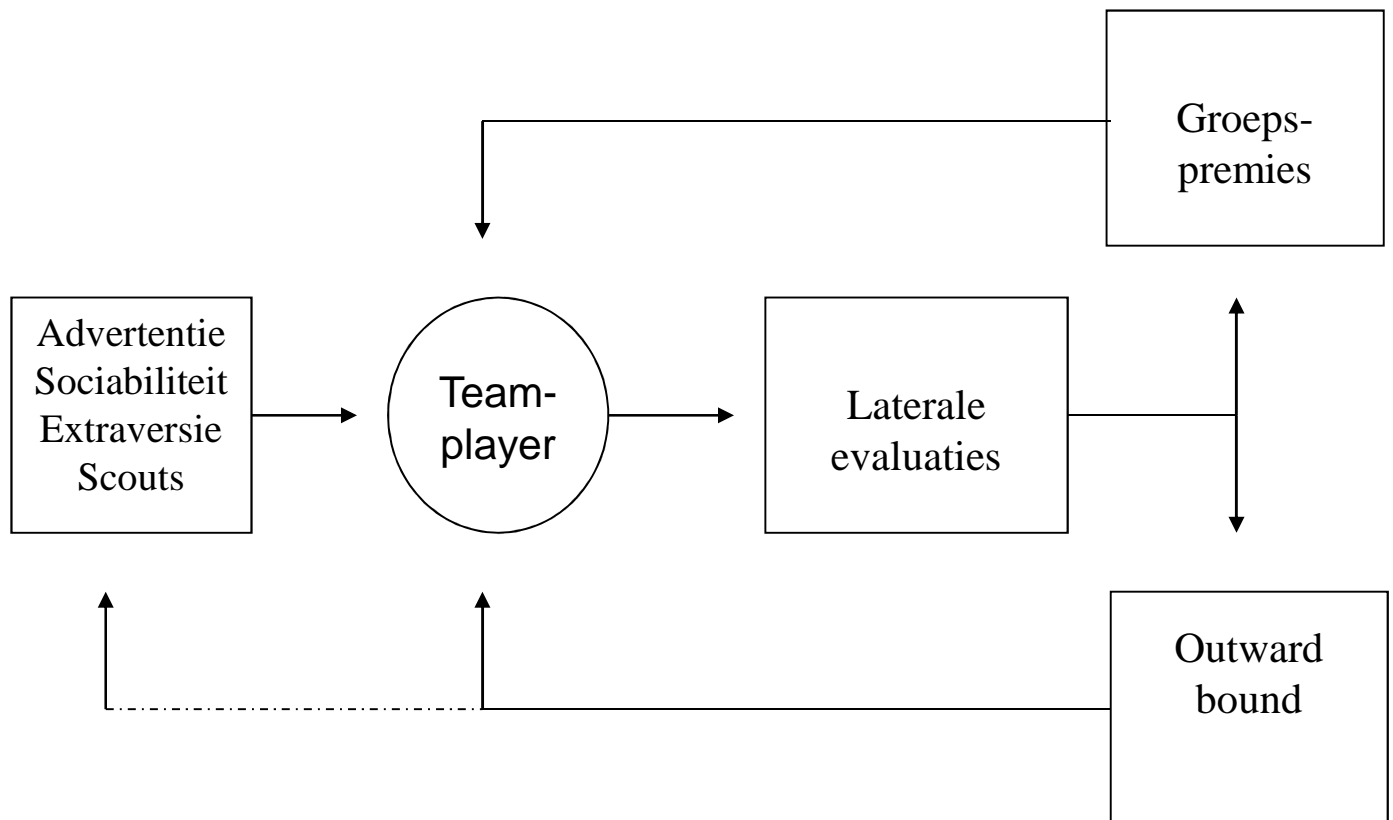 Groeps-
premies
Advertentie
Sociabiliteit
Extraversie
Scouts
Team-
player
Laterale
evaluaties
Outward
bound